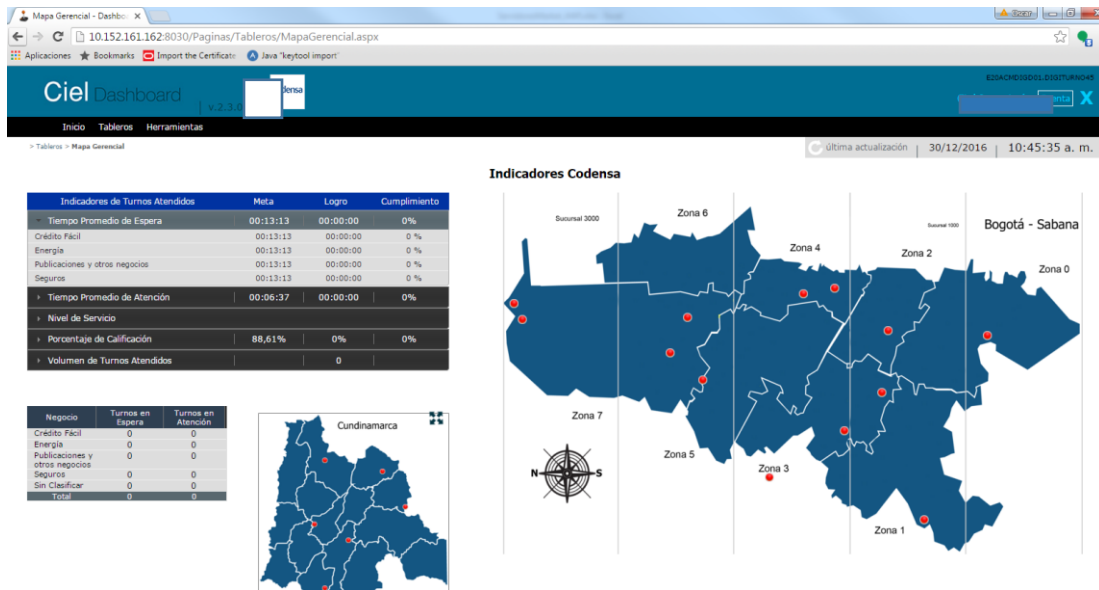 Mapa Gerencial - Dashbo
10.152.161.162:8030/Paginas/Tableros/MapaGerencial.aspx
Aplicaciones Bookmarks Import the Certificate Java "keytool import"
Ciel Dashboard v.2.3.0
densa
E20ACMD03D01.DIGITURNO45
enta X
Inicio Tableros Herramientas
> Tableros > Mapa Gerencial
última actualización 30/12/2016 10:45:35 a. m.
Indicadores Codensa
Indicadores de Turnos Atendidos Meta Logro Cumplimiento
Tiempo Promedio de Espera 00:13:13 00:00:00 0%
Crédito Fácil 00:13:13 00:00:00 0 %
Energía 00:13:13 00:00:00 0 %
Publicaciones y otros negocios 00:13:13 00:00:00 0 %
Seguros 00:13:13 00:00:00 0 %
Tiempo Promedio de Atención 00:06:37 00:00:00 0%
Nivel de Servicio
Porcentaje de Calificación 88,61% 0% 0%
Volumen de Turnos Atendidos 0
Negocio Turnos en Espera Turnos en Atención
Crédito Fácil 0 0
Energía 0 0
Publicaciones y otros negocios 0 0
Seguros 0 0
Sin Clasificar 0 0
Total 0 0
Cundinamarca
Sucursal 3000
Zona 6
Sucursal 1000
Bogotá - Sabana
Zona 4
Zona 2
Zona 0
Zona 7
Zona 5
Zona 3
N S
Zona 1